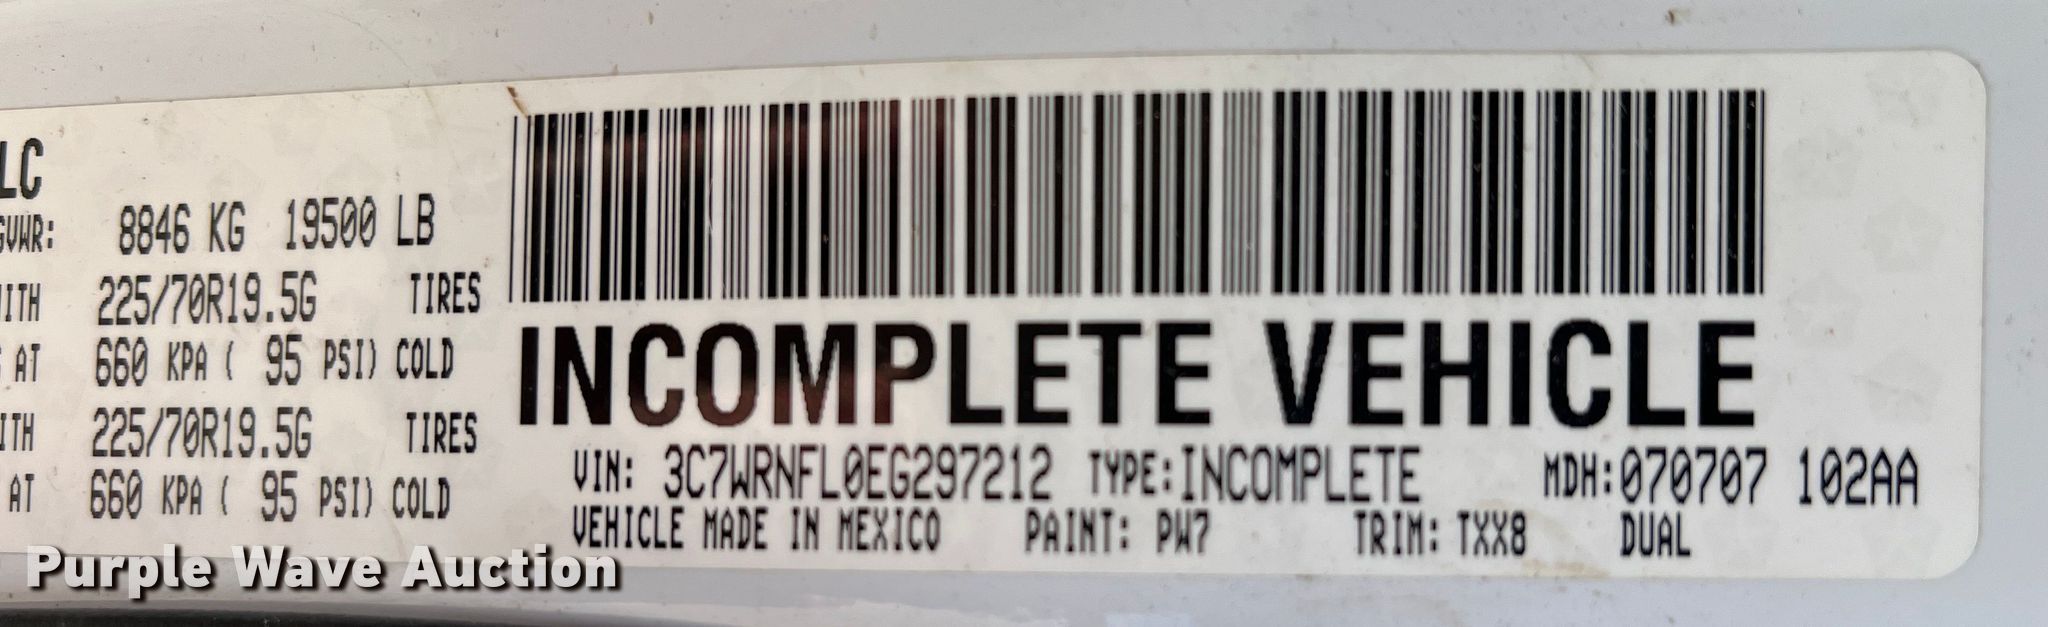 LC
GVWR: 8846 KG 19500 LB
225/70R19.5G TIRES
AT 660 KPA ( 95 PSI) COLD
225/70R19.5G TIRES
AT 660 KPA ( 95 PSI) COLD
INCOMPLETE VEHICLE
VIN: 3C7WRNFL0EG297212 TYPE:INCOMPLETE MDH:070707 102AA
VEHICLE MADE IN MEXICO PAINT: PW7 TRIM: TXX8 DUAL
Purple Wave Auction